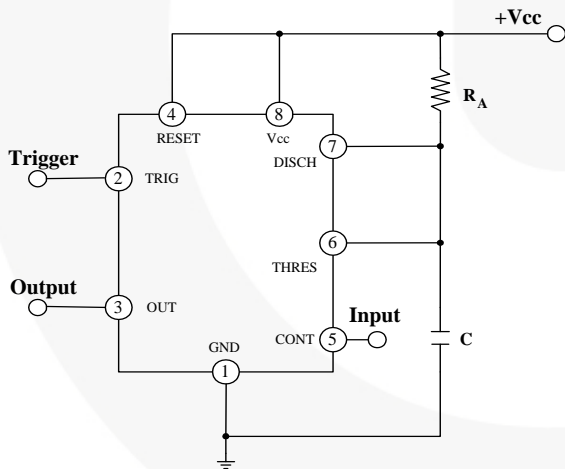 +Vcc
4
8
RESET
Vcc
R_A
7
DISCH
Trigger
2
TRIG
6
THRES
Output
3
OUT
Input
GND
CONT
5
C
1